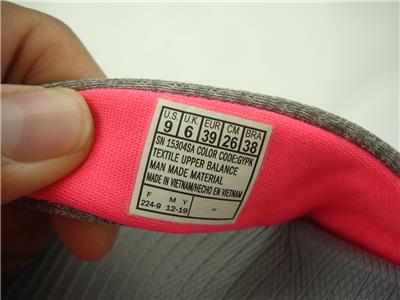 U.S. U.K. EUR CM BRA
9 6 39 26 38
SN 15304SA COLOR CODE:GYPK
TEXTILE UPPER BALANCE
MAN MADE MATERIAL
MADE IN VIETNAM/HECHO EN VIETNAM
F M Y
224-9 12-19